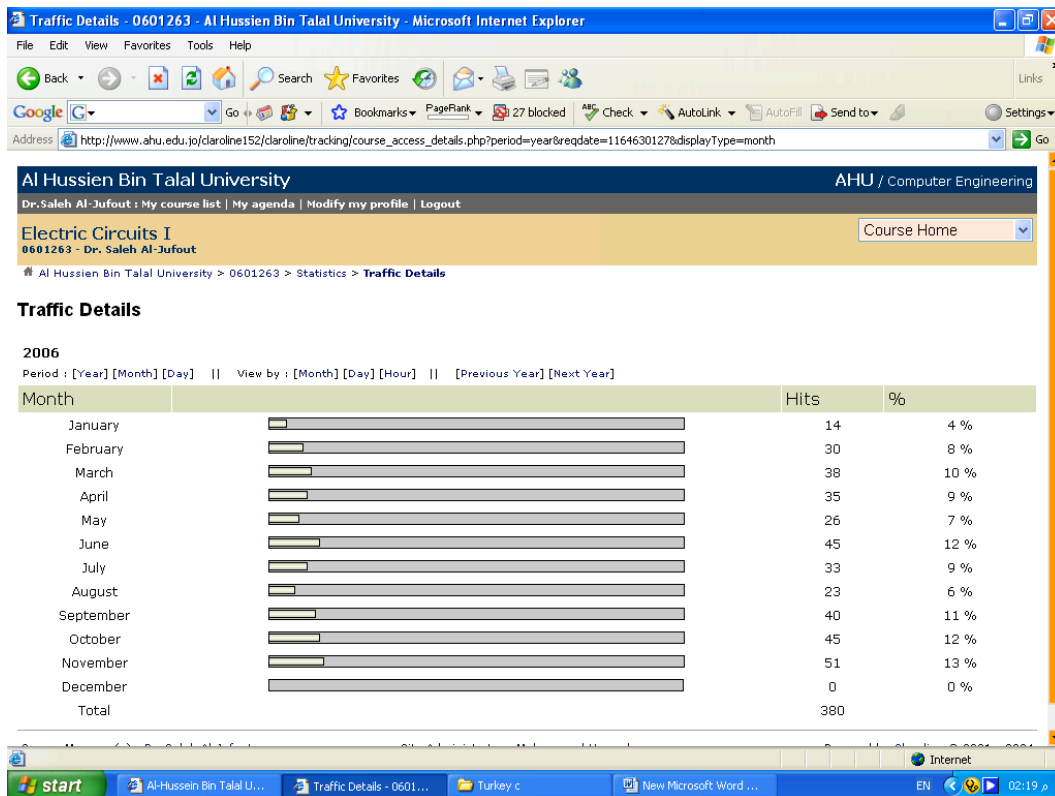 Traffic Details - 0601263 - Al Hussien Bin Talal University - Microsoft Internet Explorer
File Edit View Favorites Tools Help
Back Search Favorites Links
Google G Go Bookmarks PageRank 27 blocked ABC Check AutoLink AutoFill Send to Settings
Address http://www.ahu.edu.jo/claroline152/claroline/tracking/course_access_details.php?period=year&reqdate=1164630127&displayType=month Go
Al Hussien Bin Talal University AHU / Computer Engineering
Dr.Saleh Al-Jufout : My course list | My agenda | Modify my profile | Logout
Electric Circuits I Course Home
0601263 - Dr. Saleh Al-Jufout
Al Hussien Bin Talal University > 0601263 > Statistics > Traffic Details
Traffic Details
2006
Period : [Year] [Month] [Day] || View by : [Month] [Day] [Hour] || [Previous Year] [Next Year]
Month Hits %
January 14 4 %
February 30 8 %
March 38 10 %
April 35 9 %
May 26 7 %
June 45 12 %
July 33 9 %
August 23 6 %
September 40 11 %
October 45 12 %
November 51 13 %
December 0 0 %
Total 380
Internet
start Al-Hussein Bin Talal U... Traffic Details - 0601... Turkey c New Microsoft Word ... EN 02:19 م